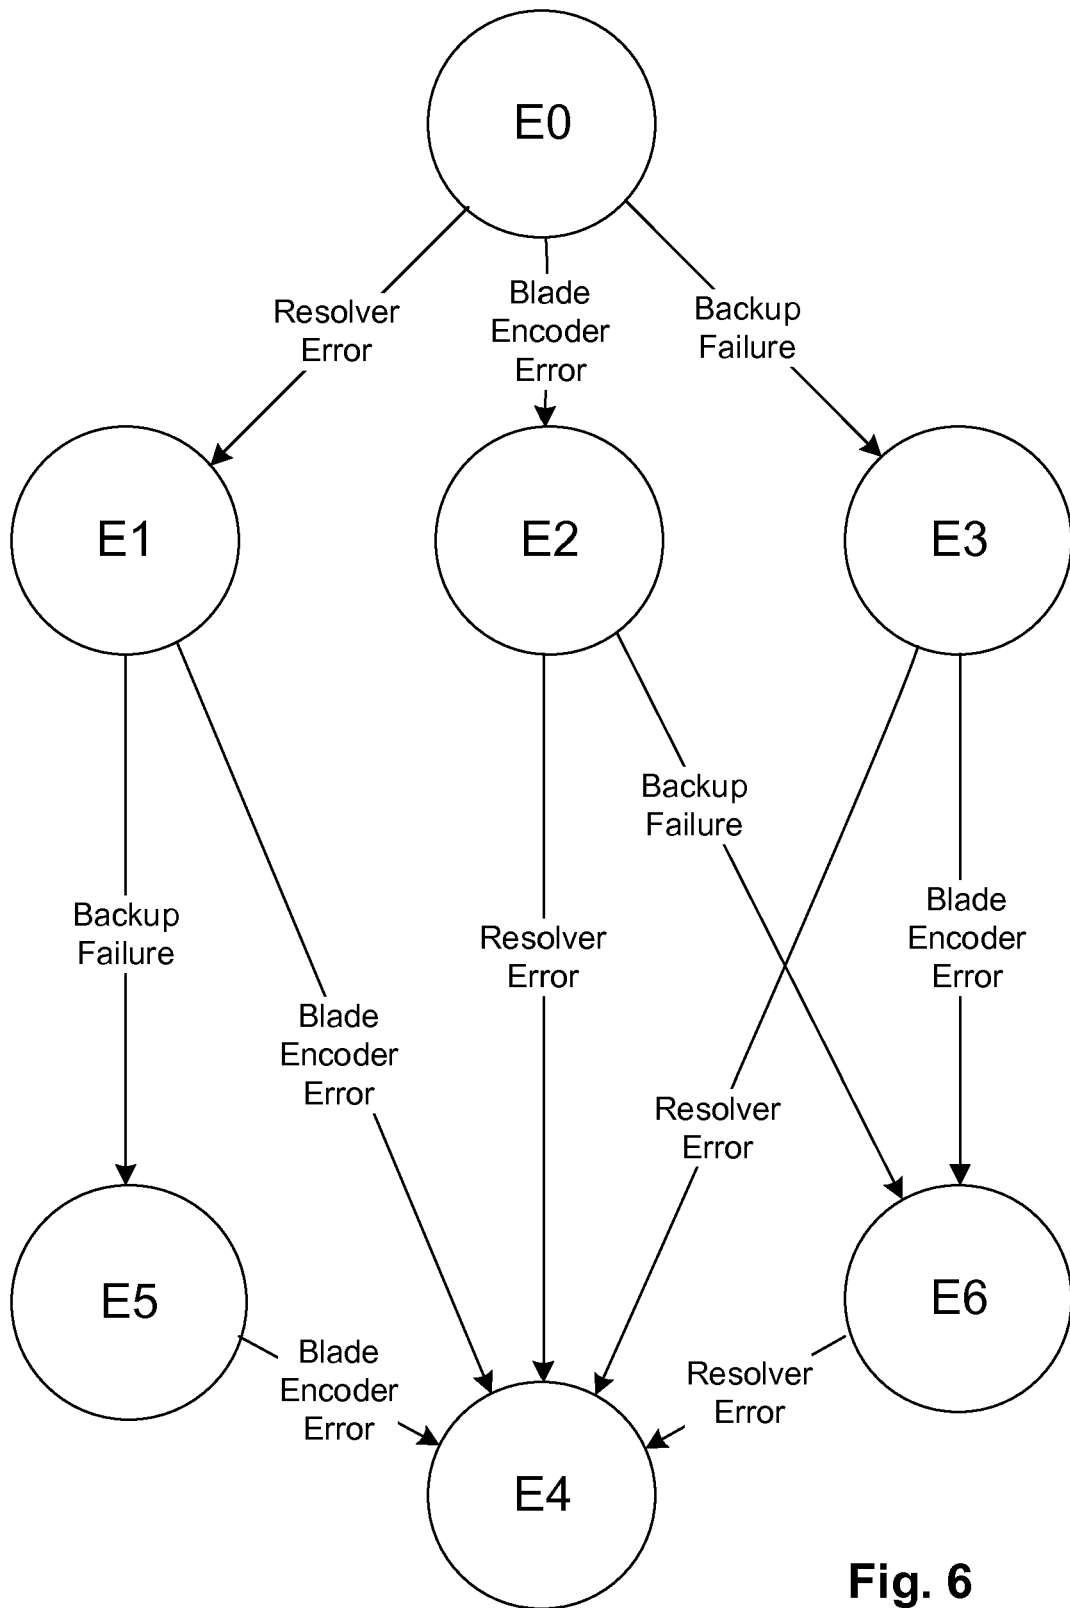 E0
Resolver
Error
Blade
Encoder
Error
Backup
Failure
E1
E2
E3
Backup
Failure
Backup
Failure
Blade
Encoder
Error
Resolver
Error
Blade
Encoder
Error
Resolver
Error
E5
E6
Blade
Encoder
Error
Resolver
Error
E4
Fig. 6